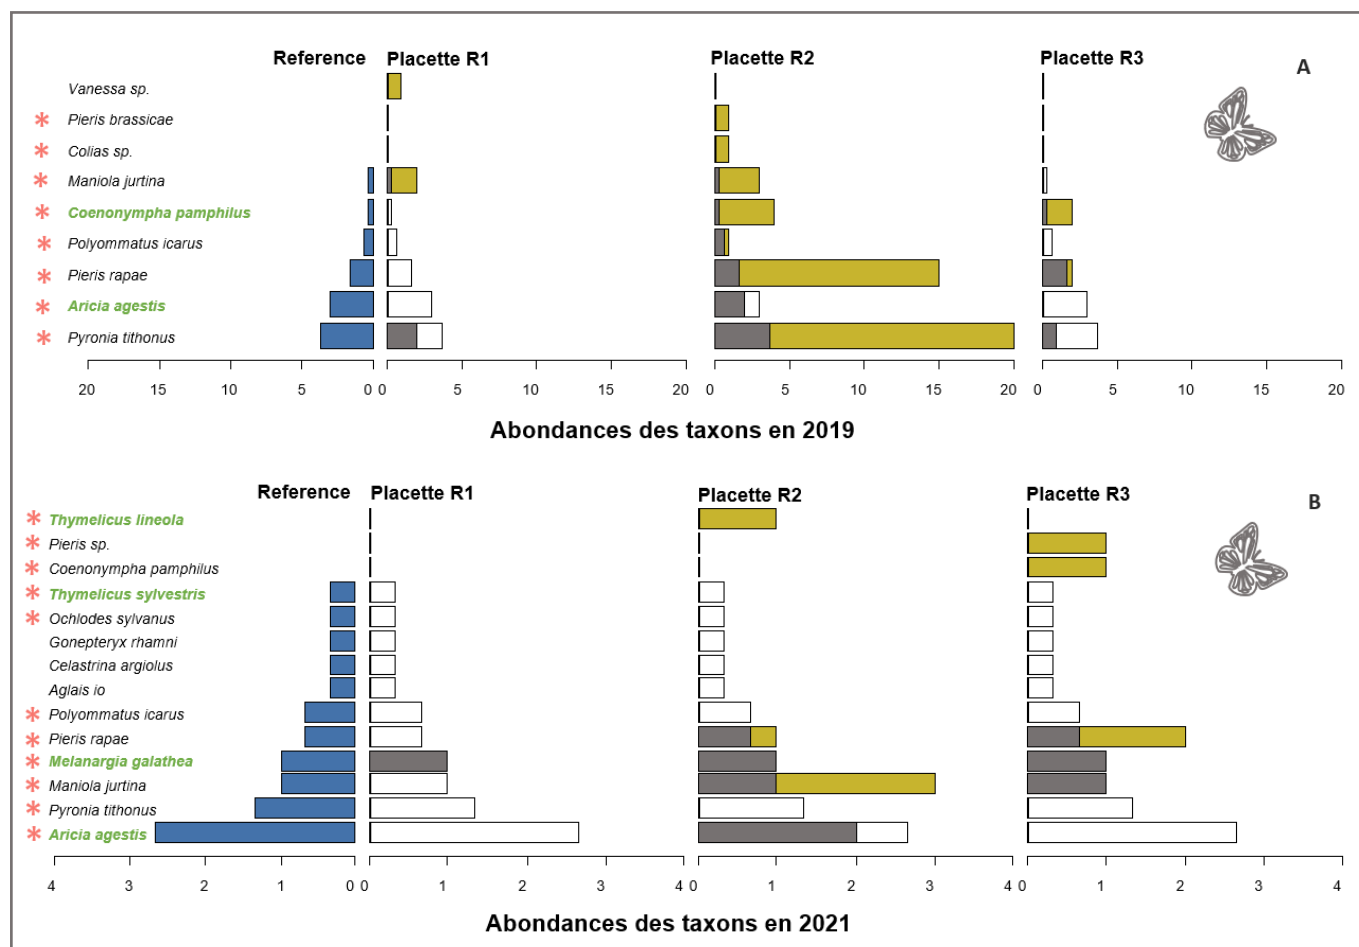 Reference Placette R1 Placette R2 Placette R3 A
Vanessa sp.
* Pieris brassicae
* Colias sp.
* Maniola jurtina
* Coenonympha pamphilus
* Polyommatus icarus
* Pieris rapae
* Aricia agestis
* Pyronia tithonus
20 15 10 5 0 0 5 10 15 20 0 5 10 15 20 0 5 10 15 20
Abondances des taxons en 2019
Reference Placette R1 Placette R2 Placette R3 B
* Thymelicus lineola
* Pieris sp.
* Coenonympha pamphilus
* Thymelicus sylvestris
* Ochlodes sylvanus
Gonepteryx rhamni
Celastrina argiolus
Aglais io
* Polyommatus icarus
* Pieris rapae
* Melanargia galathea
* Maniola jurtina
* Pyronia tithonus
* Aricia agestis
4 3 2 1 0 0 1 2 3 4 0 1 2 3 4 0 1 2 3 4
Abondances des taxons en 2021